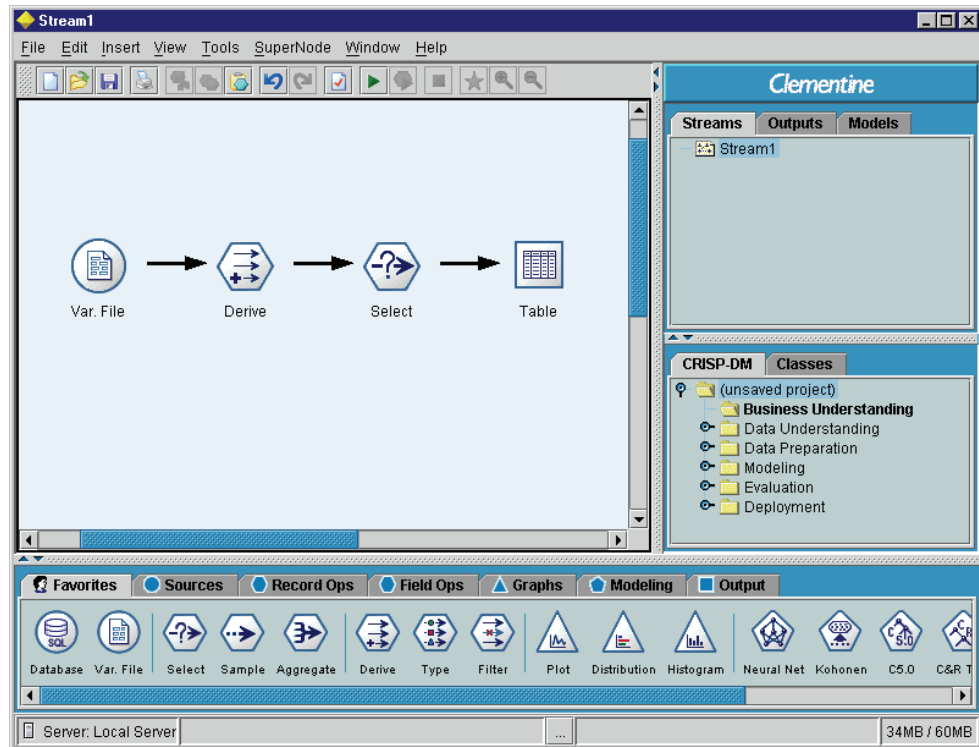 Stream1
File Edit Insert View Tools SuperNode Window Help
Clementine
Streams Outputs Models
Stream1
Var. File Derive Select Table
CRISP-DM Classes
(unsaved project)
Business Understanding
Data Understanding
Data Preparation
Modeling
Evaluation
Deployment
Favorites Sources Record Ops Field Ops Graphs Modeling Output
SQL
C 5.0
Database Var. File Select Sample Aggregate Derive Type Filter Plot Distribution Histogram Neural Net Kohonen C5.0 C&R T
Server: Local Server ... 34MB / 60MB